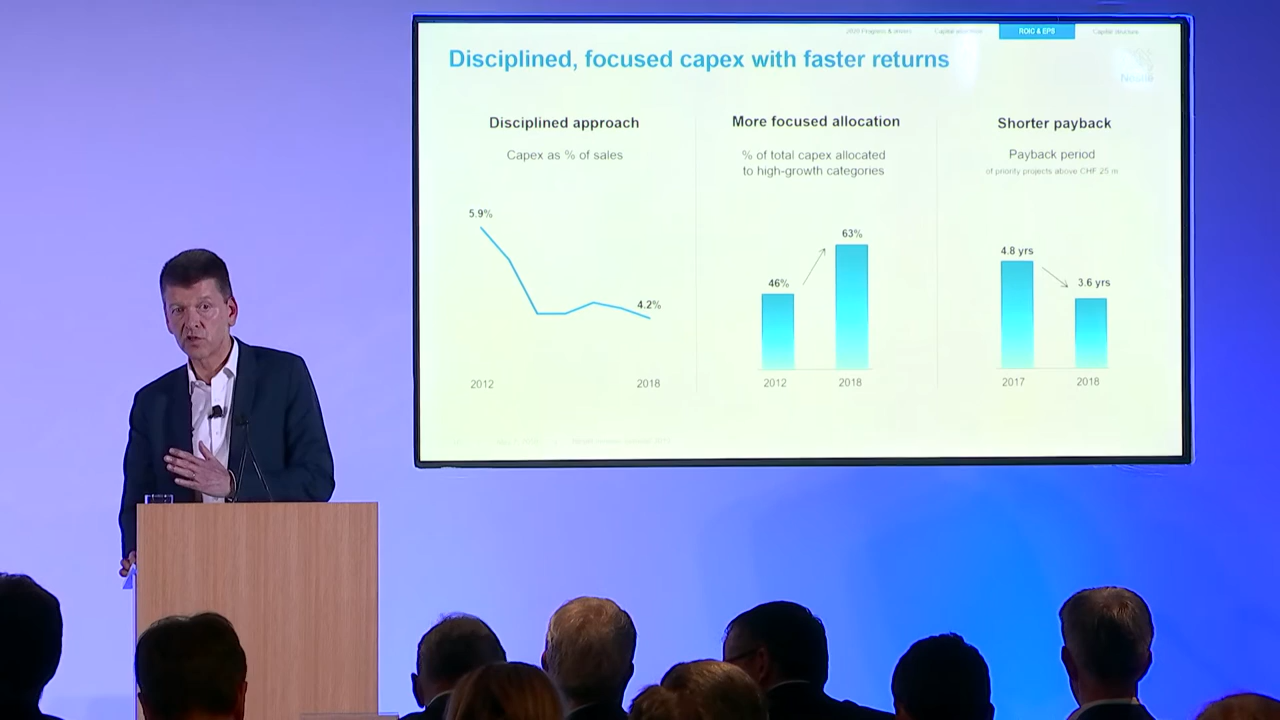 ROIC & EPS
Disciplined, focused capex with faster returns
Nestlé
Disciplined approach
Capex as % of sales
5.9%
4.2%
2012
2018
More focused allocation
% of total capex allocated
to high-growth categories
46%
63%
2012
2018
Shorter payback
Payback period
of priority projects above CHF 25 m
4.8 yrs
3.6 yrs
2017
2018